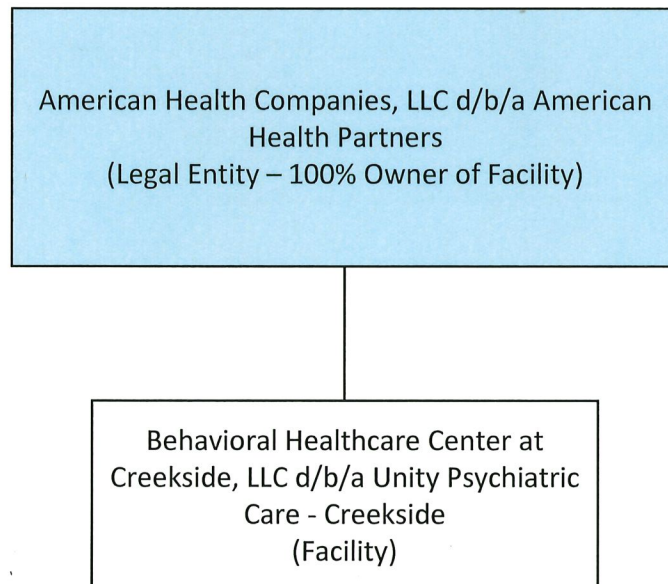 American Health Companies, LLC d/b/a American
Health Partners
(Legal Entity – 100% Owner of Facility)
Behavioral Healthcare Center at
Creekside, LLC d/b/a Unity Psychiatric
Care - Creekside
(Facility)